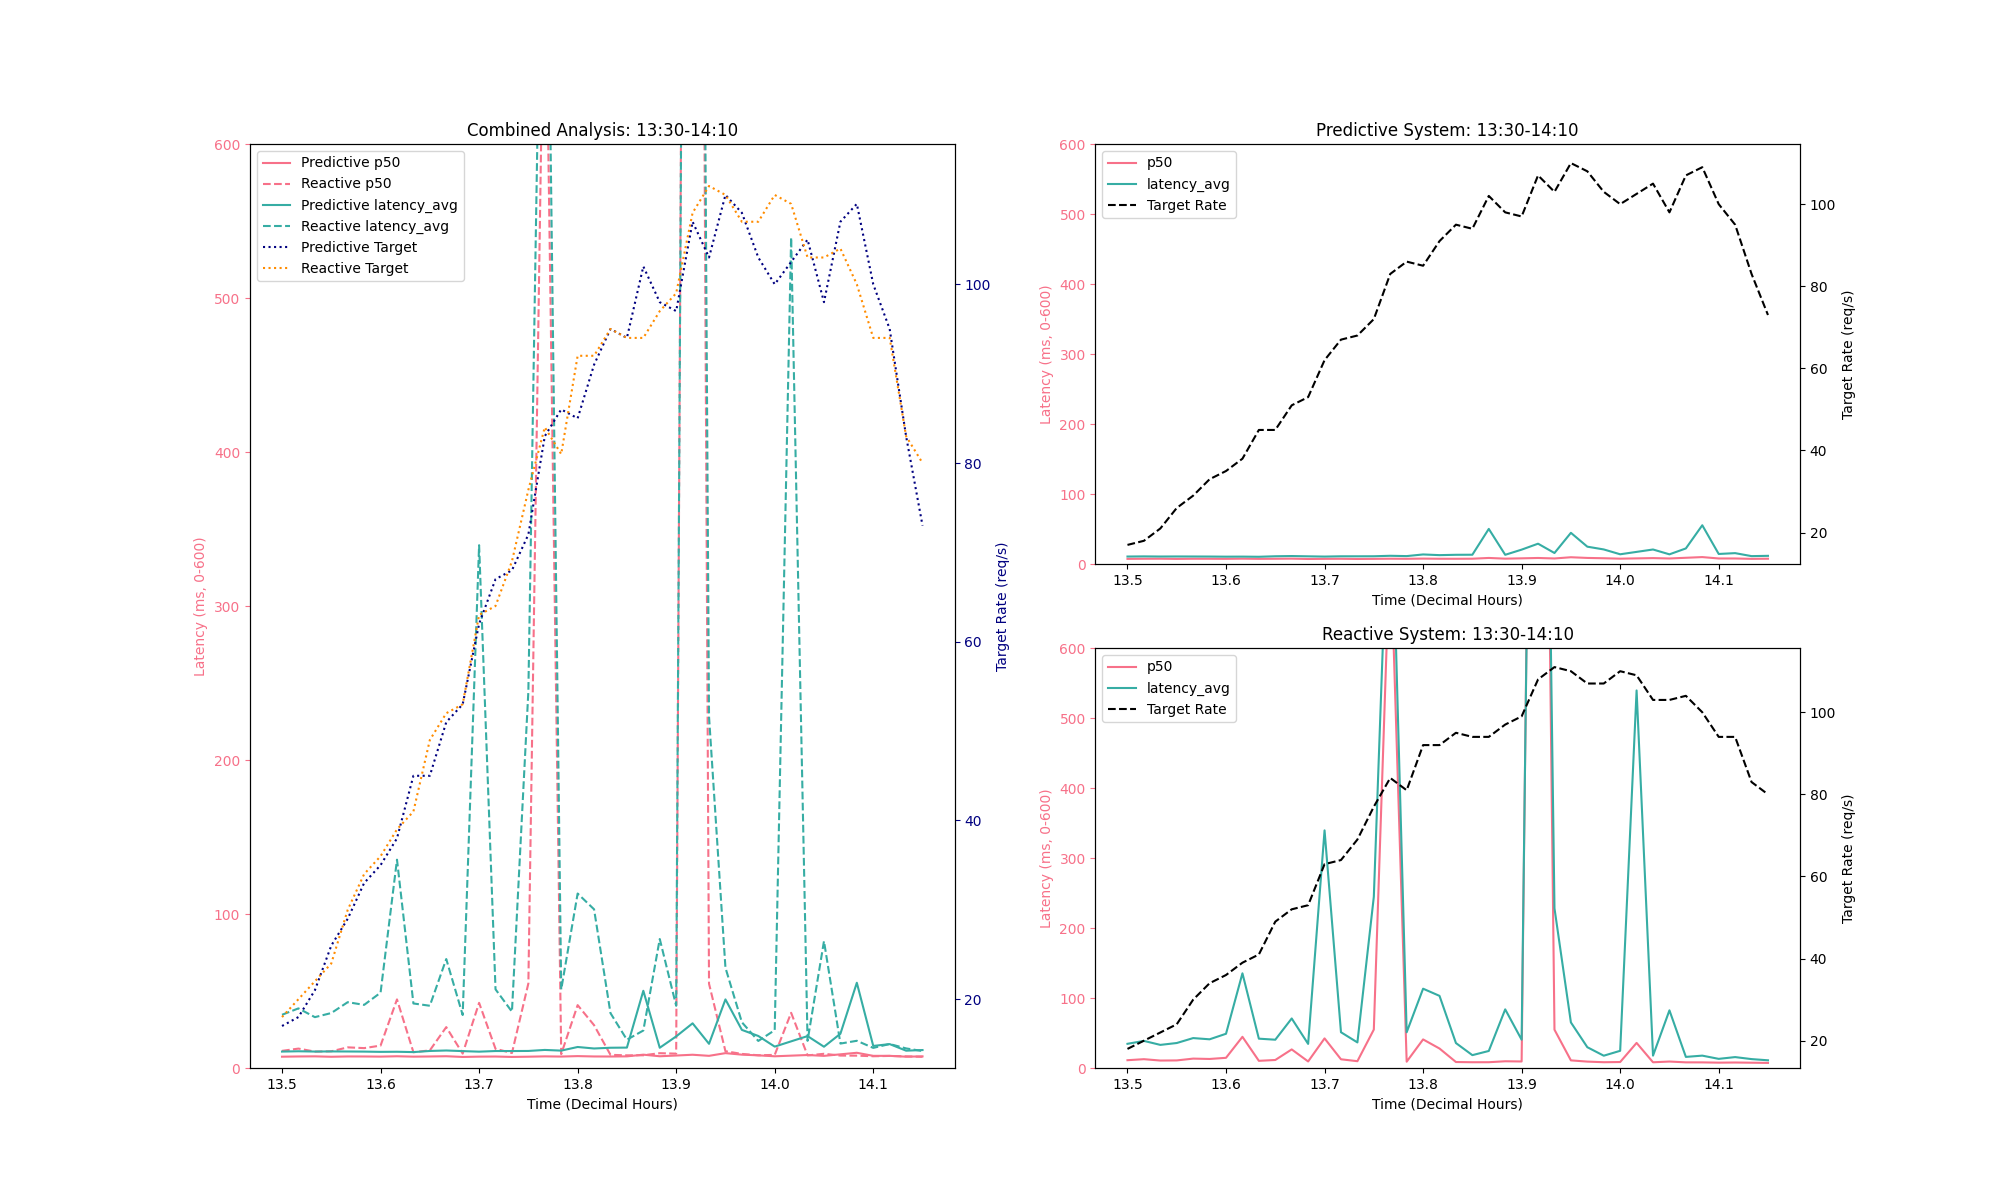 Combined Analysis: 13:30-14:10
Predictive p50
Reactive p50
Predictive latency_avg
Reactive latency_avg
Predictive Target
Reactive Target
600
500
400
300
200
100
0
Latency (ms, 0-600)
100
80
60
40
20
Target Rate (req/s)
13.5 13.6 13.7 13.8 13.9 14.0 14.1
Time (Decimal Hours)
Predictive System: 13:30-14:10
p50
latency_avg
Target Rate
600
500
400
300
200
100
0
Latency (ms, 0-600)
100
80
60
40
20
Target Rate (req/s)
13.5 13.6 13.7 13.8 13.9 14.0 14.1
Time (Decimal Hours)
Reactive System: 13:30-14:10
p50
latency_avg
Target Rate
600
500
400
300
200
100
0
Latency (ms, 0-600)
100
80
60
40
20
Target Rate (req/s)
13.5 13.6 13.7 13.8 13.9 14.0 14.1
Time (Decimal Hours)